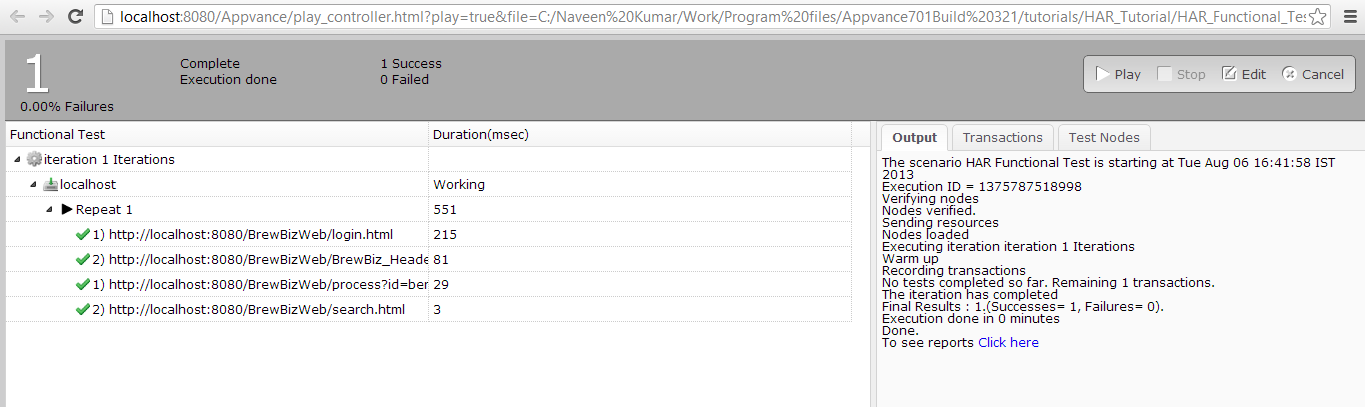 localhost:8080/Appvance/play_controller.html?play=true&file=C:/Naveen%20Kumar/Work/Program%20files/Appvance701Build%20321/tutorials/HAR_Tutorial/HAR_Functional_Tes
1
0.00% Failures
Complete 1 Success
Execution done 0 Failed
Play Stop Edit Cancel
Functional Test Duration(msec)
iteration 1 Iterations
localhost Working
Repeat 1 551
1) http://localhost:8080/BrewBizWeb/login.html 215
2) http://localhost:8080/BrewBizWeb/BrewBiz_Heade 81
1) http://localhost:8080/BrewBizWeb/process?id=ber 29
2) http://localhost:8080/BrewBizWeb/search.html 3
Output Transactions Test Nodes
The scenario HAR Functional Test is starting at Tue Aug 06 16:41:58 IST
2013
Execution ID = 1375787518998
Verifying nodes
Nodes verified.
Sending resources
Nodes loaded
Executing iteration iteration 1 Iterations
Warm up
Recording transactions
No tests completed so far. Remaining 1 transactions.
The iteration has completed
Final Results : 1.(Successes= 1, Failures= 0).
Execution done in 0 minutes
Done.
To see reports Click here